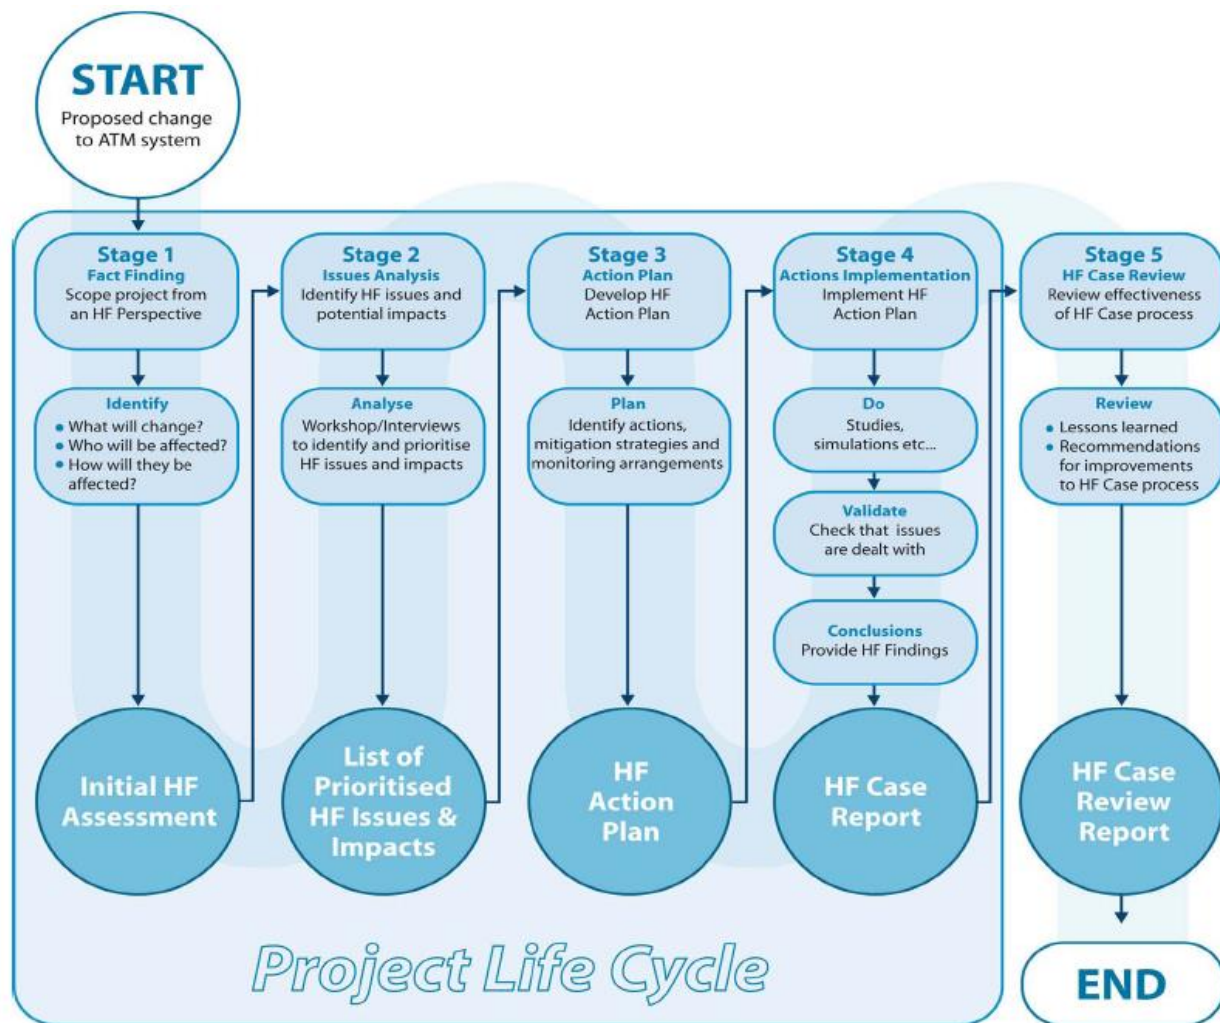 START
Proposed change
to ATM system
Stage 1
Fact Finding
Scope project from
an HF Perspective
Identify
• What will change?
• Who will be affected?
• How will they be
affected?
Initial HF
Assessment
Stage 2
Issues Analysis
Identify HF issues and
potential impacts
Analyse
Workshop/Interviews
to identify and prioritise
HF issues and impacts
List of
Prioritised
HF Issues &
Impacts
Stage 3
Action Plan
Develop HF
Action Plan
Plan
Identify actions,
mitigation strategies and
monitoring arrangements
HF
Action
Plan
Stage 4
Actions Implementation
Implement HF
Action Plan
Do
Studies,
simulations etc...
Validate
Check that issues
are dealt with
Conclusions
Provide HF Findings
HF Case
Report
Stage 5
HF Case Review
Review effectiveness
of HF Case process
Review
• Lessons learned
• Recommendations
for improvements
to HF Case process
HF Case
Review
Report
END
Project Life Cycle